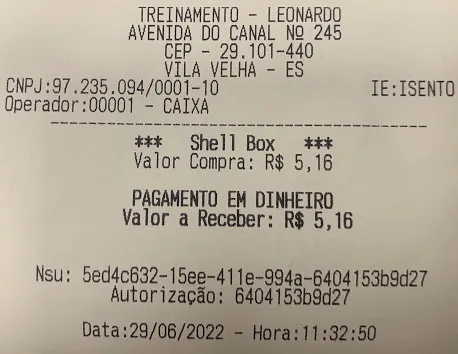 TREINAMENTO - LEONARDO
AVENIDA DO CANAL Nº 245
CEP - 29.101-440
VILA VELHA - ES
CNPJ:97.235.094/0001-10 IE:ISENTO
Operador:00001 - CAIXA
*** Shell Box ***
Valor Compra: R$ 5,16
PAGAMENTO EM DINHEIRO
Valor a Receber: R$ 5,16
Nsu: 5ed4c632-15ee-411e-994a-6404153b9d27
Autorização: 6404153b9d27
Data:29/06/2022 - Hora:11:32:50